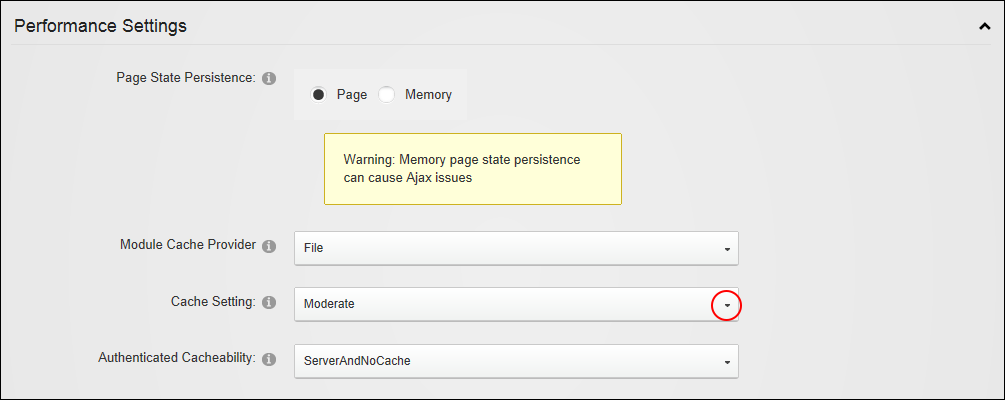 Performance Settings
Page State Persistence:
Page
Memory
Warning: Memory page state persistence
can cause Ajax issues
Module Cache Provider
File
Cache Setting:
Moderate
Authenticated Cacheability:
ServerAndNoCache